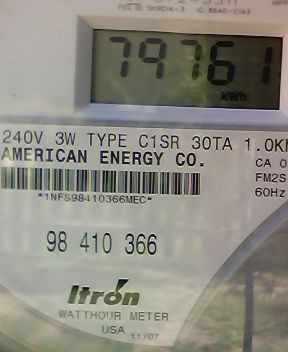 79761
kWh
240V 3W TYPE C1SR 30TA 1.0K
AMERICAN ENERGY CO.
CA
FM2S
60Hz
*1NFS98410366MEC*
98 410 366
Itron
WATTHOUR METER
USA 11/07